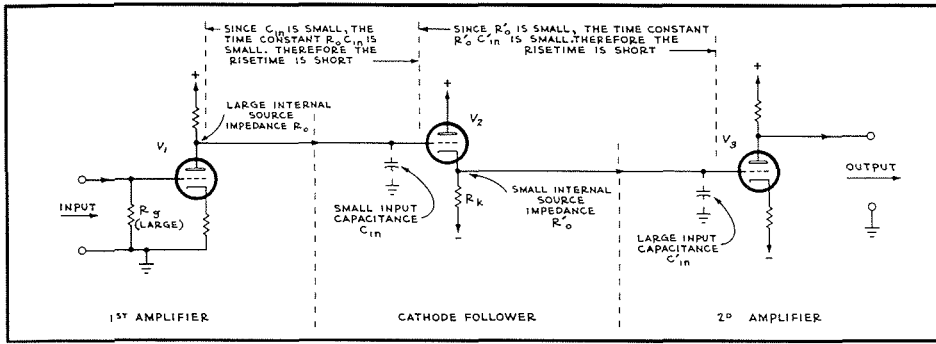 SINCE Cin IS SMALL, THE
TIME CONSTANT RoCin IS
SMALL. THEREFORE THE
RISETIME IS SHORT
SINCE R'o IS SMALL, THE TIME CONSTANT
R'o C'in IS SMALL. THEREFORE THE
RISETIME IS SHORT
+
LARGE INTERNAL
SOURCE
IMPEDANCE Ro
V1
INPUT
Rg
(LARGE)
+
V2
SMALL INPUT
CAPACITANCE
Cin
Rk
–
SMALL INTERNAL
SOURCE
IMPEDANCE
R'o
+
V3
LARGE INPUT
CAPACITANCE
C'in
–
OUTPUT
1ST AMPLIFIER
CATHODE FOLLOWER
2D AMPLIFIER